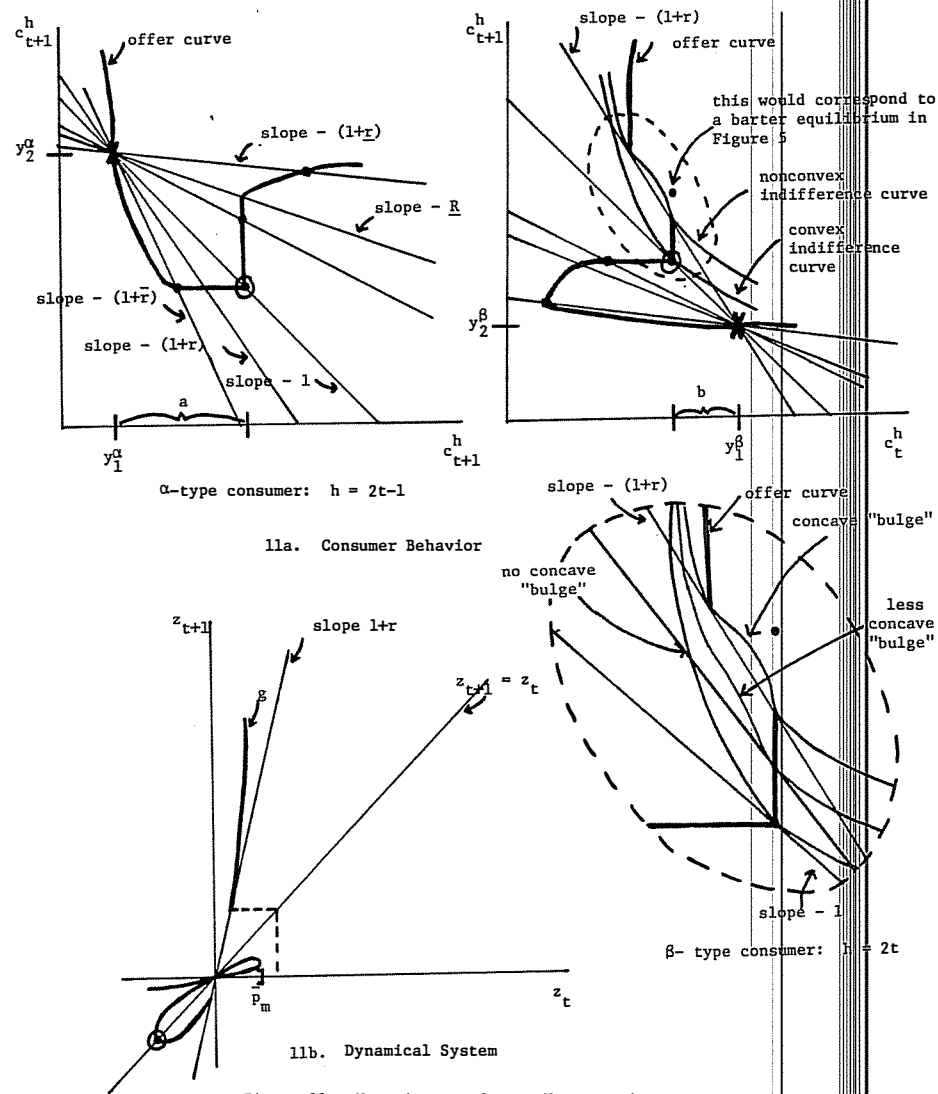 c^h_{t+1}
offer curve
slope - (1+r̲)
y^α_2
slope - R̲
slope - (1+r̄)
slope - (1+r)
slope - 1
a
y^α_1
c^h_{t+1}
α-type consumer: h = 2t-1
11a. Consumer Behavior
c^h_{t+1}
slope - (1+r)
offer curve
this would correspond to
a barter equilibrium in
Figure 5
nonconvex
indifference curve
convex
indifference
curve
y^β_2
b
y^β_1
c^h_t
slope - (1+r)
offer curve
concave "bulge"
no concave
"bulge"
less
concave
"bulge"
slope - 1
β- type consumer: h = 2t
z_{t+1}
slope 1+r
g
z_{t+1} = z_t
p̄_m
z_t
11b. Dynamical System